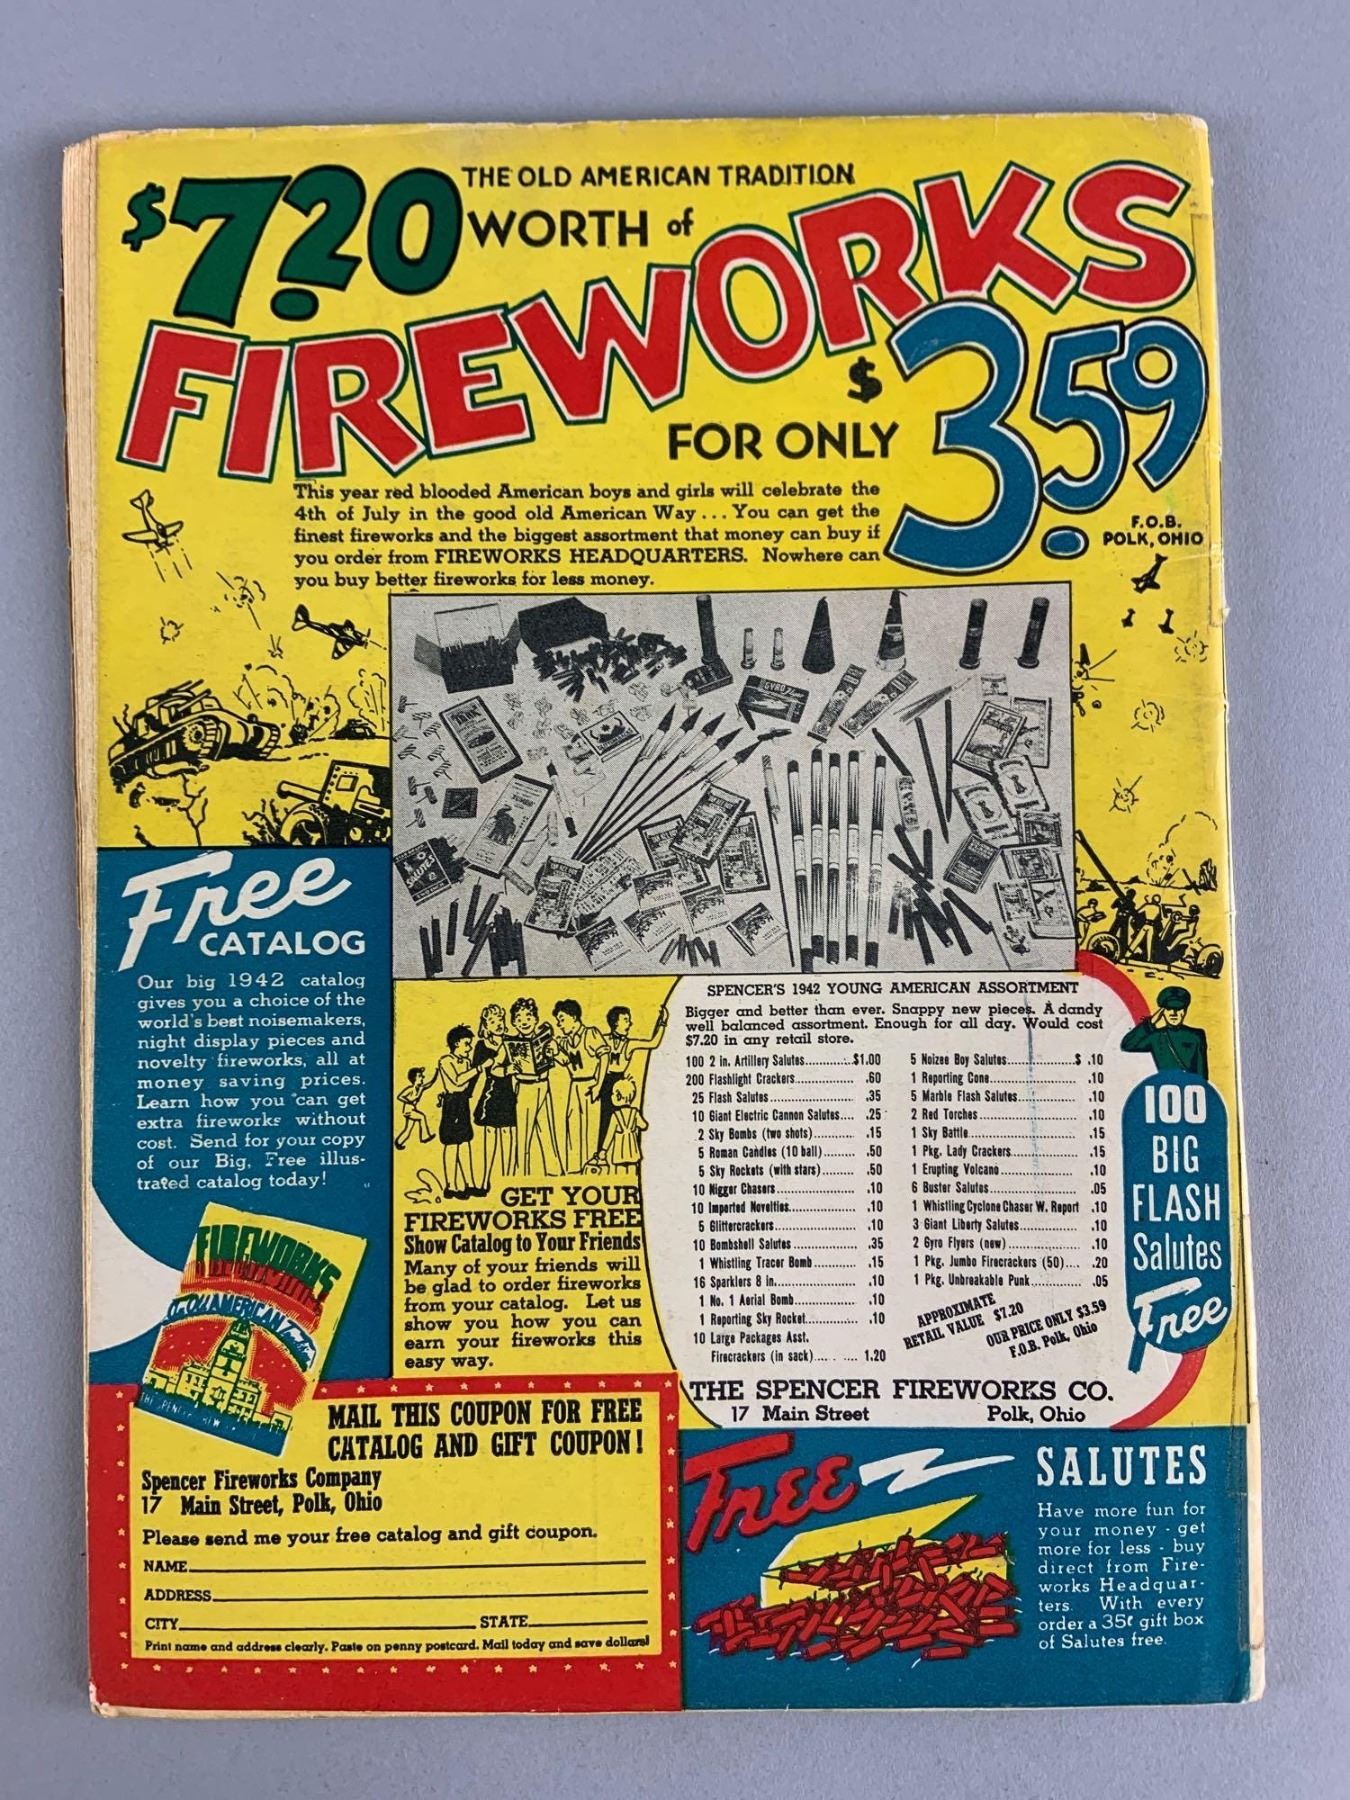 THE OLD AMERICAN TRADITION
$7.20 WORTH of
FIREWORKS
FOR ONLY $3.59
F.O.B.
POLK, OHIO
This year red blooded American boys and girls will celebrate the
4th of July in the good old American Way . . . You can get the
finest fireworks and the biggest assortment that money can buy if
you order from FIREWORKS HEADQUARTERS. Nowhere can
you buy better fireworks for less money.
Free
CATALOG
Our big 1942 catalog
gives you a choice of the
world's best noisemakers,
night display pieces and
novelty fireworks, all at
money saving prices.
Learn how you can get
extra fireworks without
cost. Send for your copy
of our Big, Free illus-
trated catalog today!
FIREWORKS
GET YOUR
FIREWORKS FREE
Show Catalog to Your Friends
Many of your friends will
be glad to order fireworks
from your catalog. Let us
show you how you can
earn your fireworks this
easy way.
SPENCER'S 1942 YOUNG AMERICAN ASSORTMENT
Bigger and better than ever. Snappy new pieces. A dandy
well balanced assortment. Enough for all day. Would cost
$7.20 in any retail store.
100 2 in. Artillery Salutes.......... $1.00
200 Flashlight Crackers................ .60
25 Flash Salutes....................... .35
10 Giant Electric Cannon Salutes.... .25
2 Sky Bombs (two shots)........... .15
5 Roman Candles (10 ball)........ .50
5 Sky Rockets (with stars)........ .50
10 Nigger Chasers..................... .10
10 Imported Novelties................. .10
5 Glittercrackers..................... .10
10 Bombshell Salutes................ .35
1 Whistling Tracer Bomb........... .15
16 Sparklers 8 in..................... .10
1 No. 1 Aerial Bomb................ .10
1 Reporting Sky Rocket............ .10
10 Large Packages Asst.
Firecrackers (in sack)........... 1.20
5 Noizee Boy Salutes................ $ .10
1 Reporting Cone..................... .10
5 Marble Flash Salutes.............. .10
2 Red Torches........................ .10
1 Sky Battle.......................... .15
1 Pkg. Lady Crackers............... .15
1 Erupting Volcano................... .10
6 Buster Salutes..................... .05
1 Whistling Cyclone Chaser W. Report .10
3 Giant Liberty Salutes............. .10
2 Gyro Flyers (new)................. .10
1 Pkg. Jumbo Firecrackers (50).... .20
1 Pkg. Unbreakable Punk............ .05
APPROXIMATE
RETAIL VALUE $7.20
OUR PRICE ONLY $3.59
F.O.B. Polk, Ohio
THE SPENCER FIREWORKS CO.
17 Main Street Polk, Ohio
100
BIG
FLASH
Salutes
Free
MAIL THIS COUPON FOR FREE
CATALOG AND GIFT COUPON!
Spencer Fireworks Company
17 Main Street, Polk, Ohio
Please send me your free catalog and gift coupon.
NAME
ADDRESS
CITY STATE
Print name and address clearly. Paste on penny postcard. Mail today and save dollars!
Free
SALUTES
Have more fun for
your money - get
more for less - buy
direct from Fire-
works Headquar-
ters. With every
order a 35¢ gift box
of Salutes free.